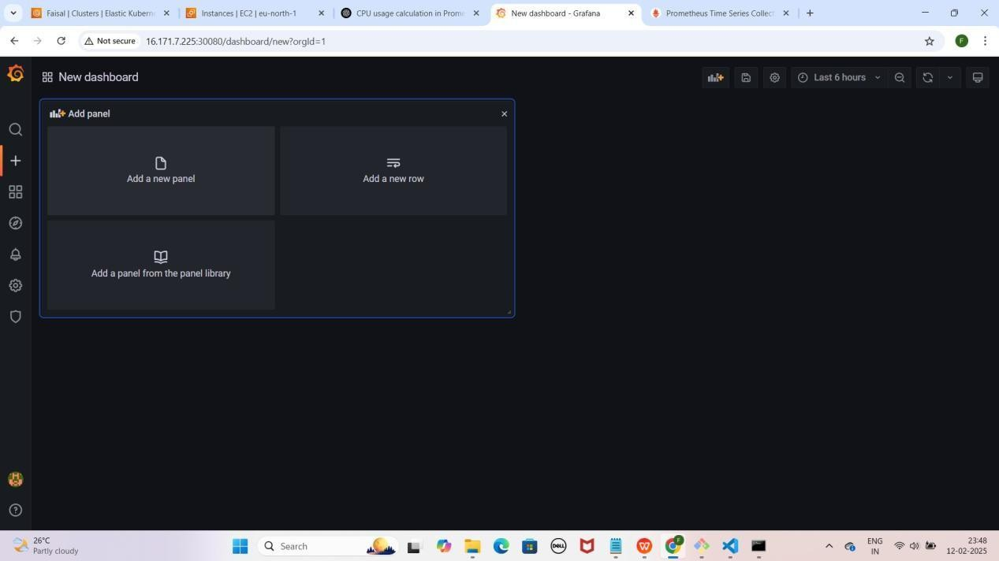 Faisal | Clusters | Elastic Kubern
Instances | EC2 | eu-north-1
CPU usage calculation in Prome
New dashboard - Grafana
Prometheus Time Series Collect
Not secure
16.171.7.225:30080/dashboard/new?orgId=1
F
New dashboard
Last 6 hours
Add panel
Add a new panel
Add a new row
Add a panel from the panel library
26°C
Partly cloudy
Search
DELL
W
F
ENG
IN
23:48
12-02-2025